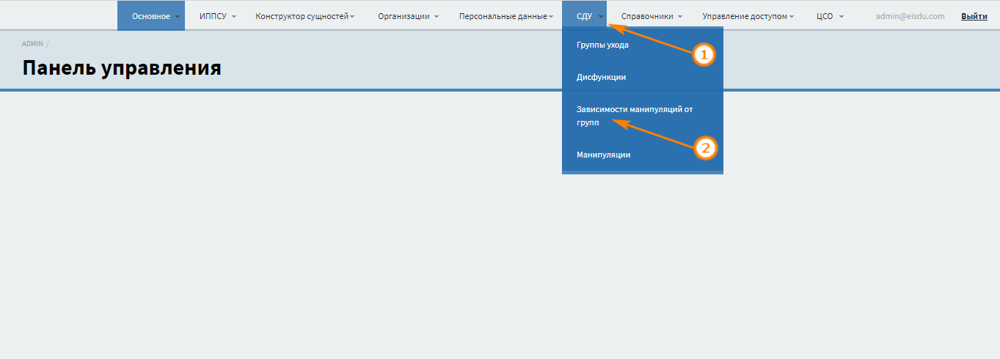 Основное ИППСУ Конструктор сущностей Организации Персональные данные СДУ Справочники Управление доступом ЦСО admin@eisdu.com Выйти
ADMIN /
Панель управления
Группы ухода
1
Дисфункции
Зависимости манипуляций от
групп
2
Манипуляции